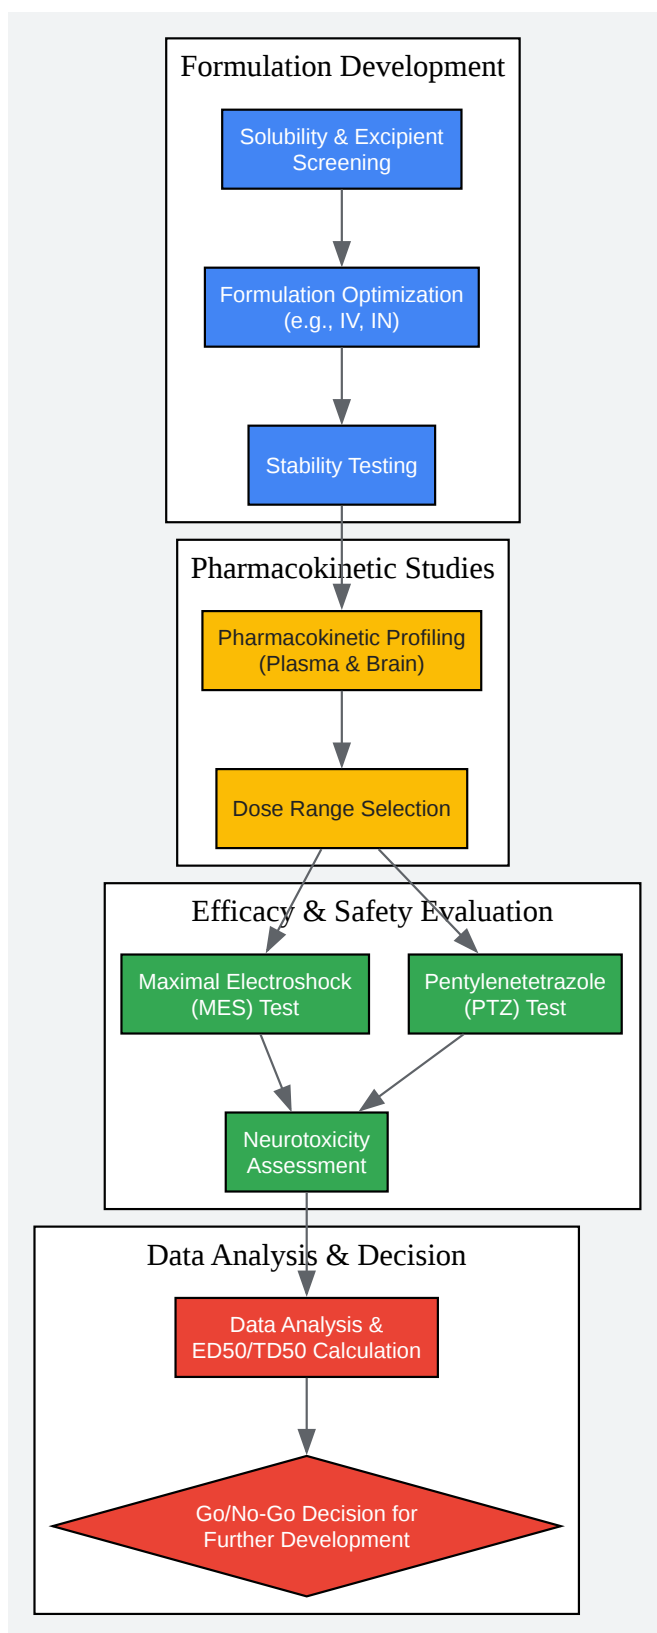 Formulation Development
Solubility & Excipient
Screening
Formulation Optimization
(e.g., IV, IN)
Stability Testing
Pharmacokinetic Studies
Pharmacokinetic Profiling
(Plasma & Brain)
Dose Range Selection
Efficacy & Safety Evaluation
Maximal Electroshock
(MES) Test
Pentylenetetrazole
(PTZ) Test
Neurotoxicity
Assessment
Data Analysis & Decision
Data Analysis &
ED50/TD50 Calculation
Go/No-Go Decision for
Further Development